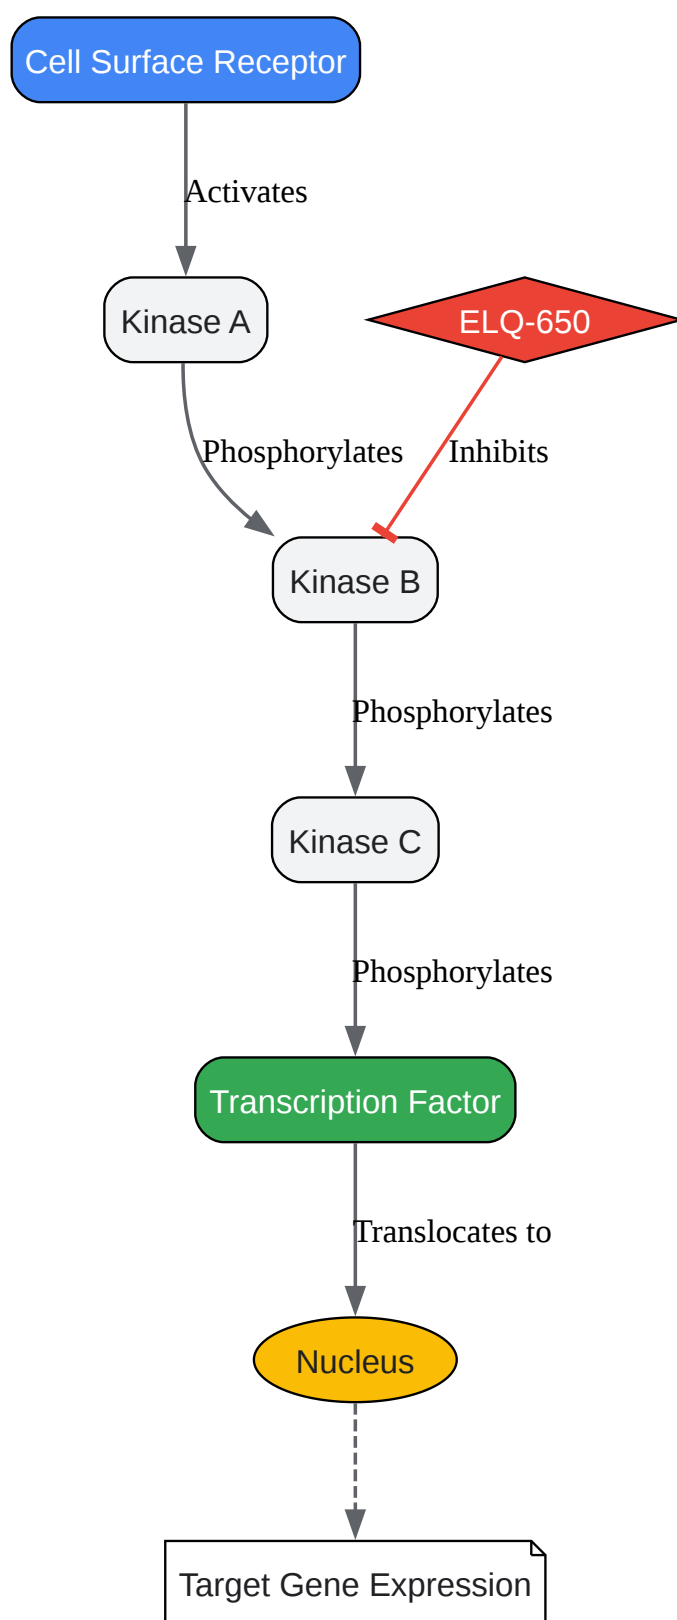 Cell Surface Receptor
Activates
Kinase A
ELQ-650
Phosphorylates
Inhibits
Kinase B
Phosphorylates
Kinase C
Phosphorylates
Transcription Factor
Translocates to
Nucleus
Target Gene Expression